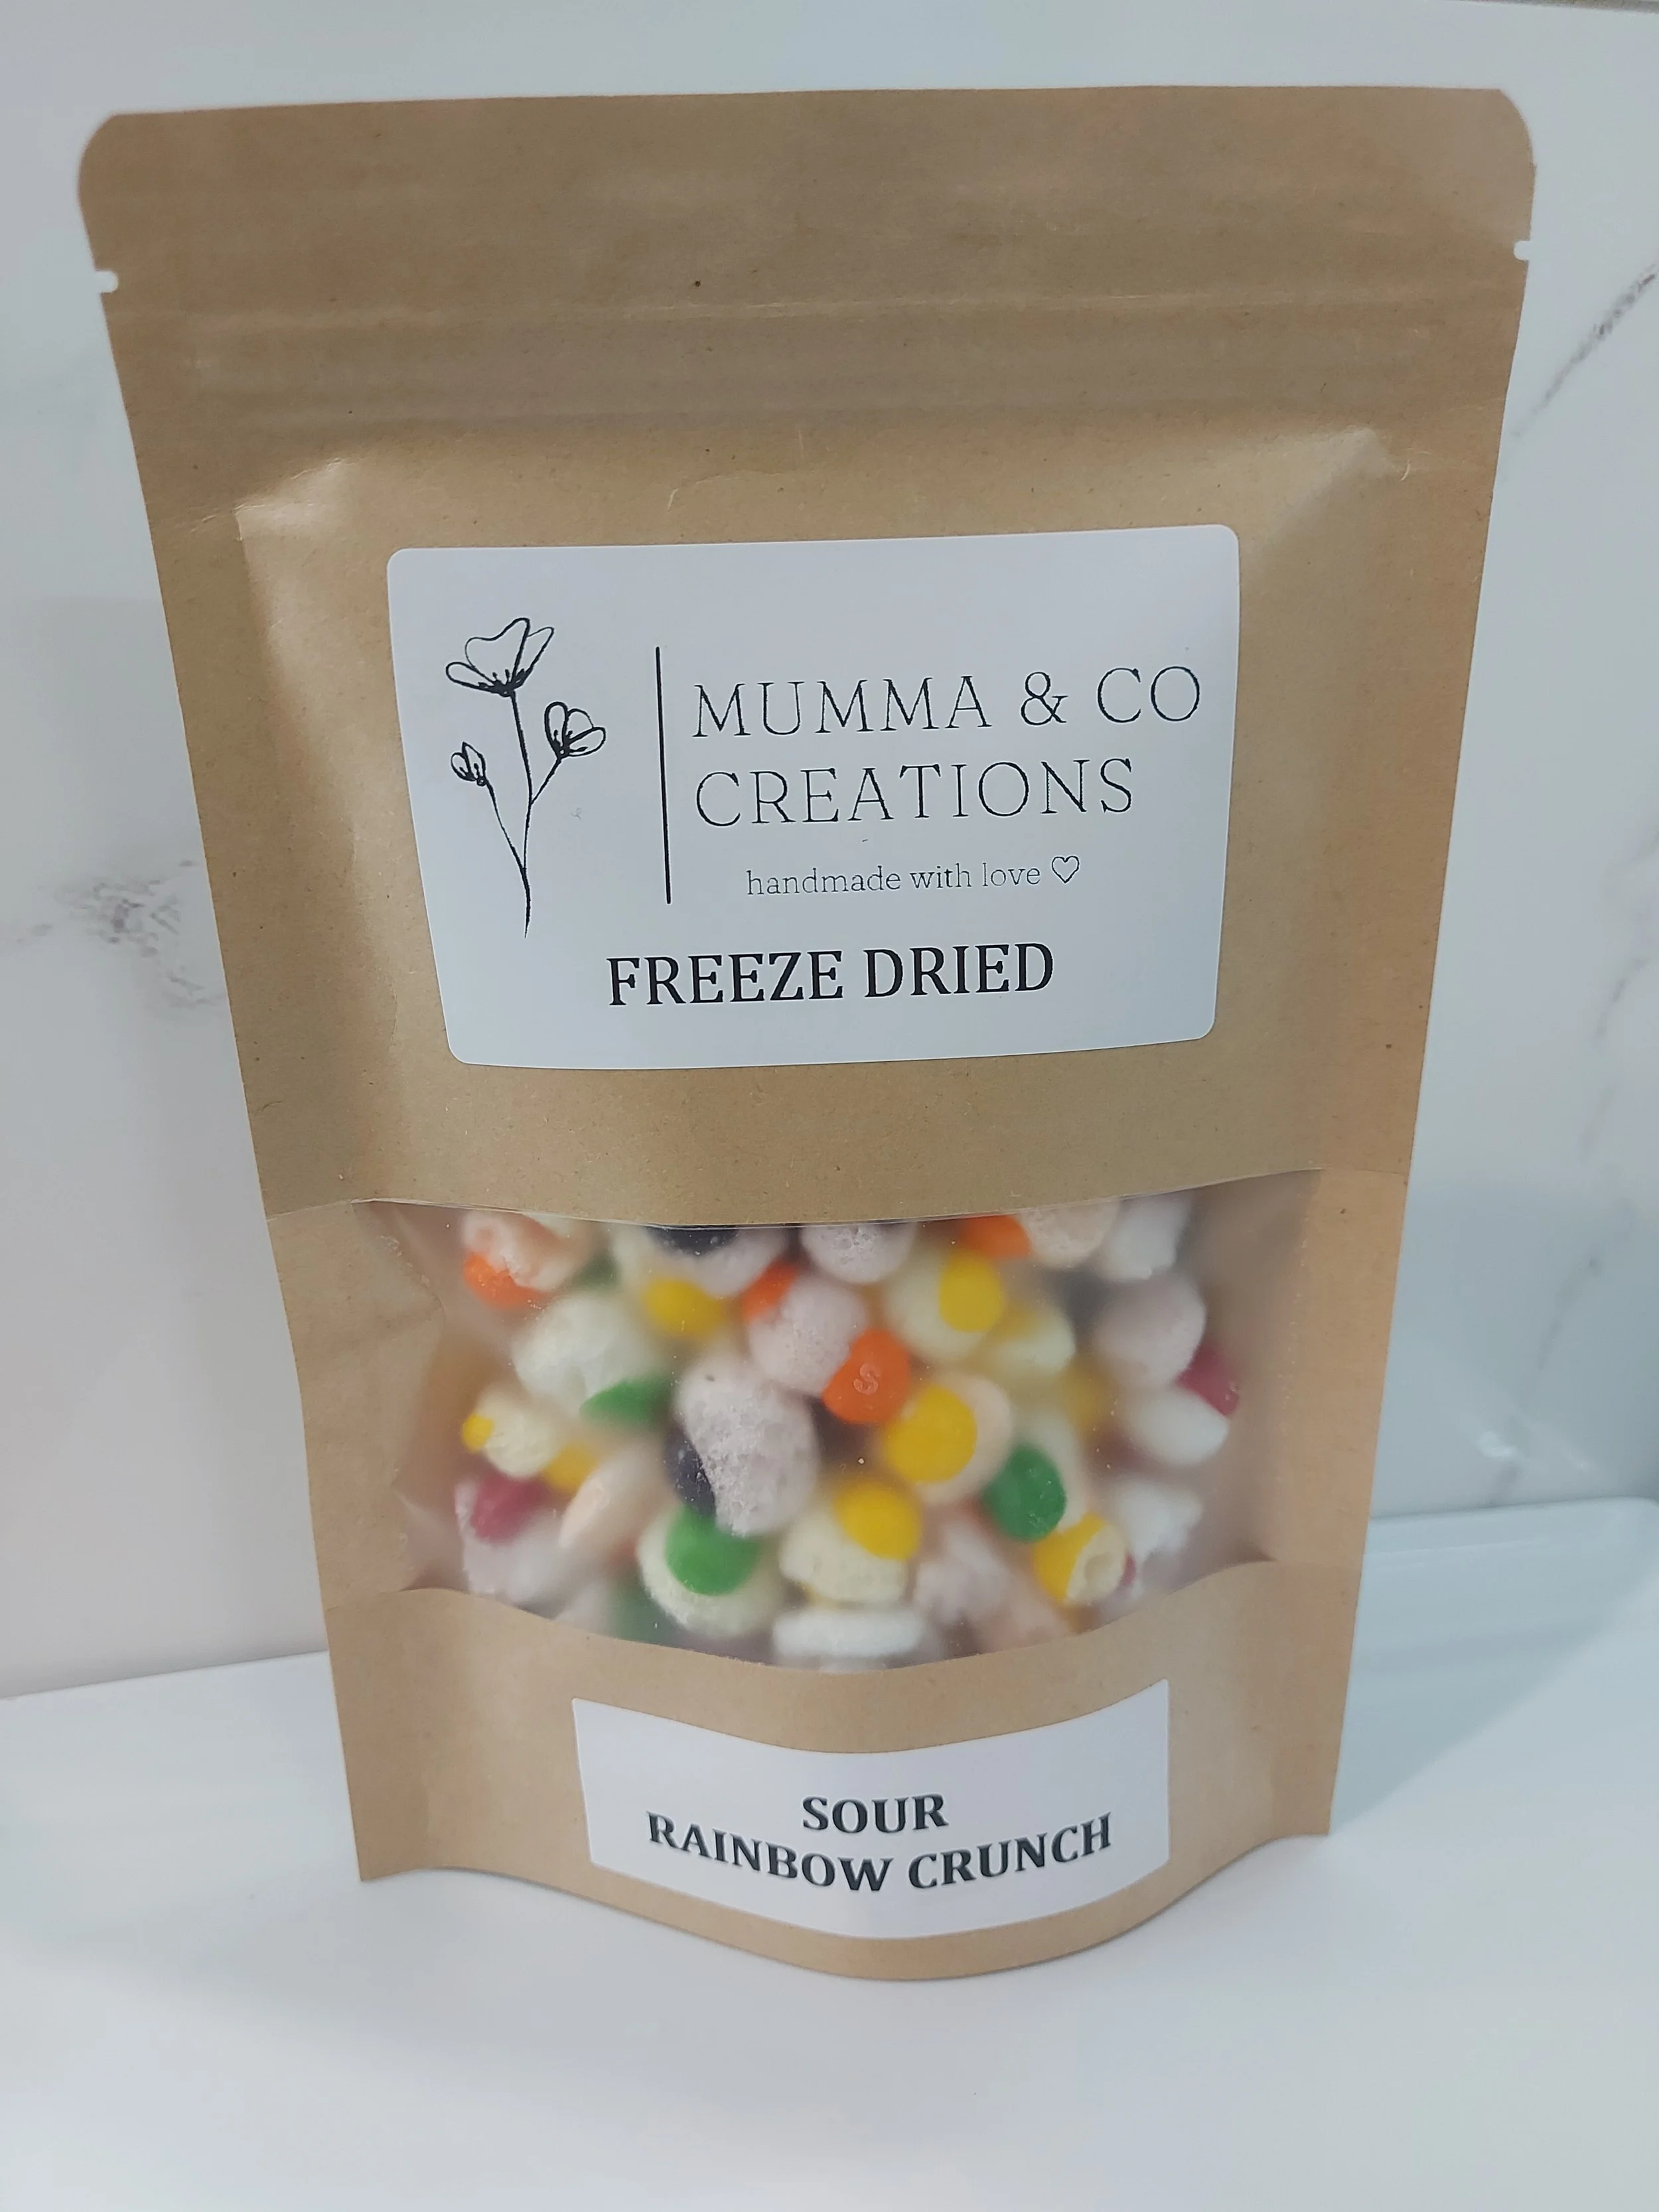 MUMMA & CO
CREATIONS
handmade with love ♡
FREEZE DRIED
S
SOUR
RAINBOW CRUNCH